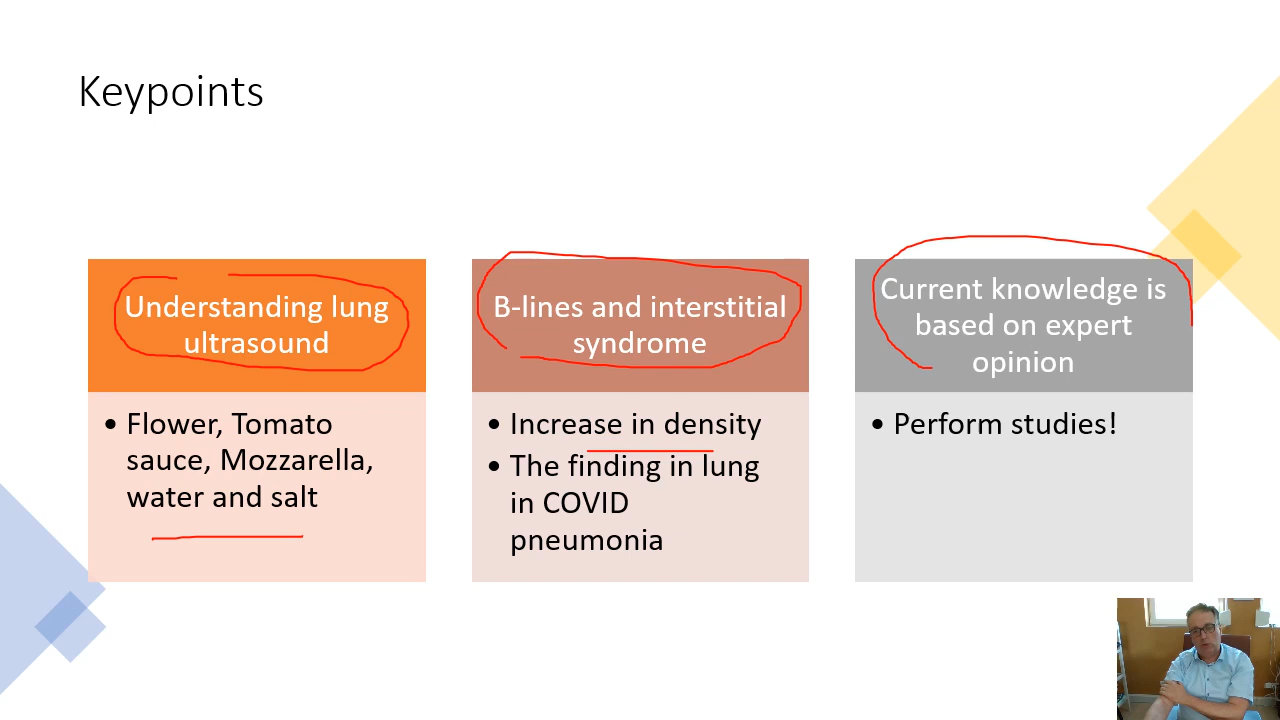 Keypoints
Understanding lung
ultrasound
• Flower, Tomato
sauce, Mozzarella,
water and salt
B-lines and interstitial
syndrome
• Increase in density
• The finding in lung
in COVID
pneumonia
Current knowledge is
based on expert
opinion
• Perform studies!